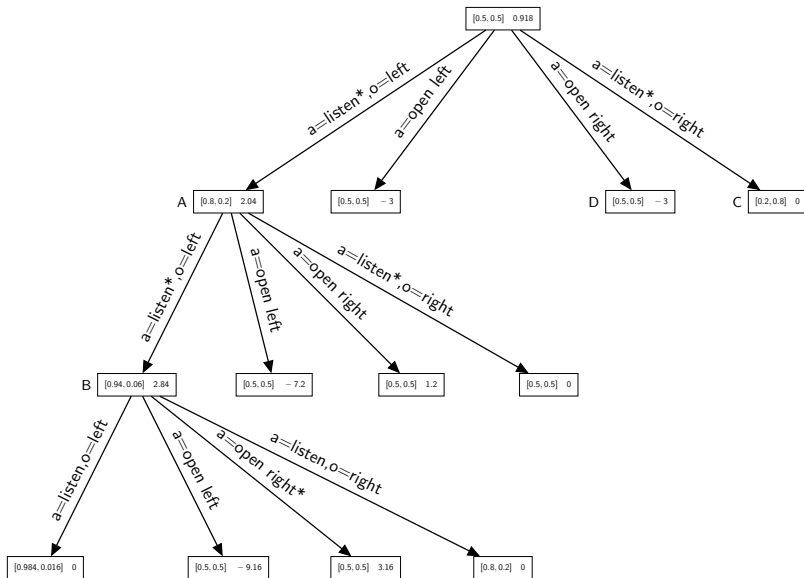 [0.5, 0.5] 0.918
a=listen*,o=left
a=open left
a=open right
a=listen*,o=right
A [0.8, 0.2] 2.04
[0.5, 0.5] − 3
D [0.5, 0.5] − 3
C [0.2, 0.8] 0
a=listen*,o=left
a=open left
a=open right
a=listen*,o=right
B [0.94, 0.06] 2.84
[0.5, 0.5] − 7.2
[0.5, 0.5] 1.2
[0.5, 0.5] 0
a=listen,o=left
a=open left
a=open right*
a=listen,o=right
[0.984, 0.016] 0
[0.5, 0.5] − 9.16
[0.5, 0.5] 3.16
[0.8, 0.2] 0